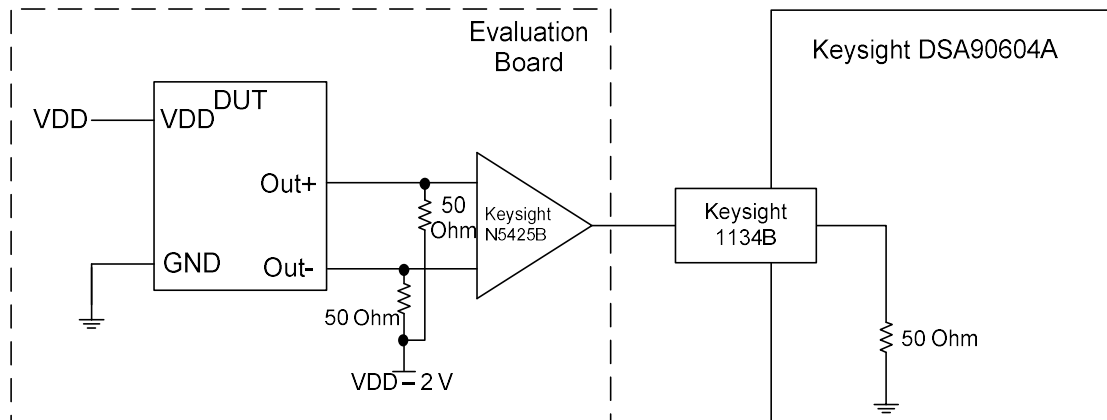 Evaluation
Board
Keysight DSA90604A
DUT
VDD
VDD
Out+
50
Ohm
Keysight
N5425B
Keysight
1134B
GND
Out-
50 Ohm
50 Ohm
VDD – 2 V